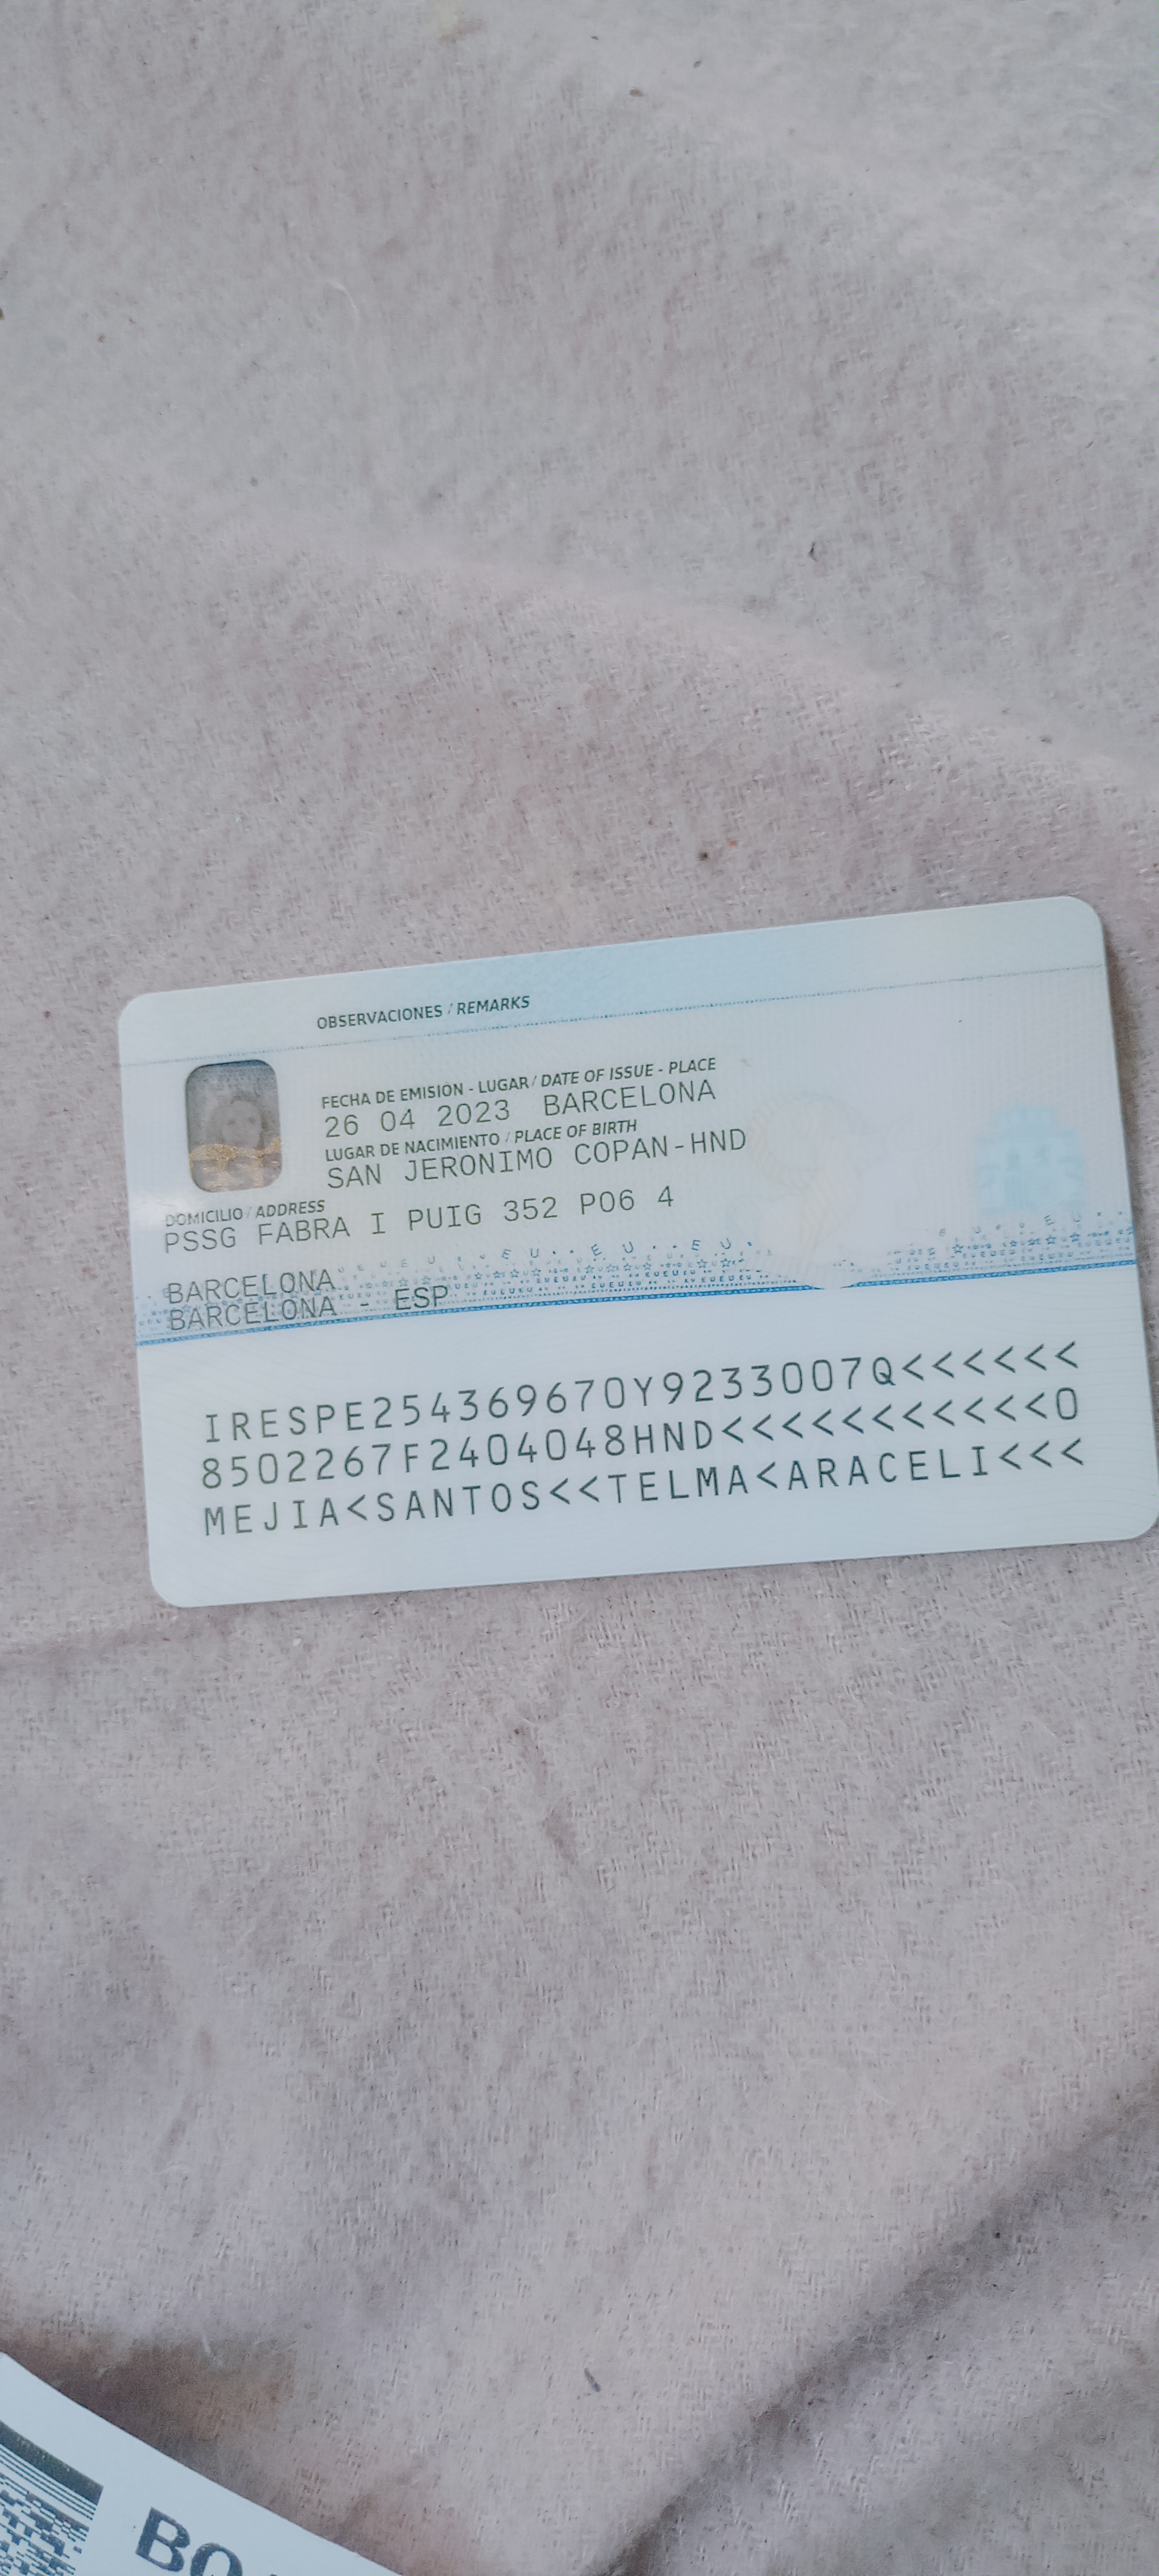 OBSERVACIONES / REMARKS
FECHA DE EMISIÓN - LUGAR / DATE OF ISSUE - PLACE
26 04 2023 BARCELONA
LUGAR DE NACIMIENTO / PLACE OF BIRTH
SAN JERONIMO COPAN-HND
DOMICILIO / ADDRESS
PSSG FABRA I PUIG 352 P06 4
BARCELONA
BARCELONA - ESP
IRESPE254369670Y9233007Q<<<<<<
8502267F2404048HND<<<<<<<<<<<0
MEJIA<SANTOS<<TELMA<ARACELI<<<